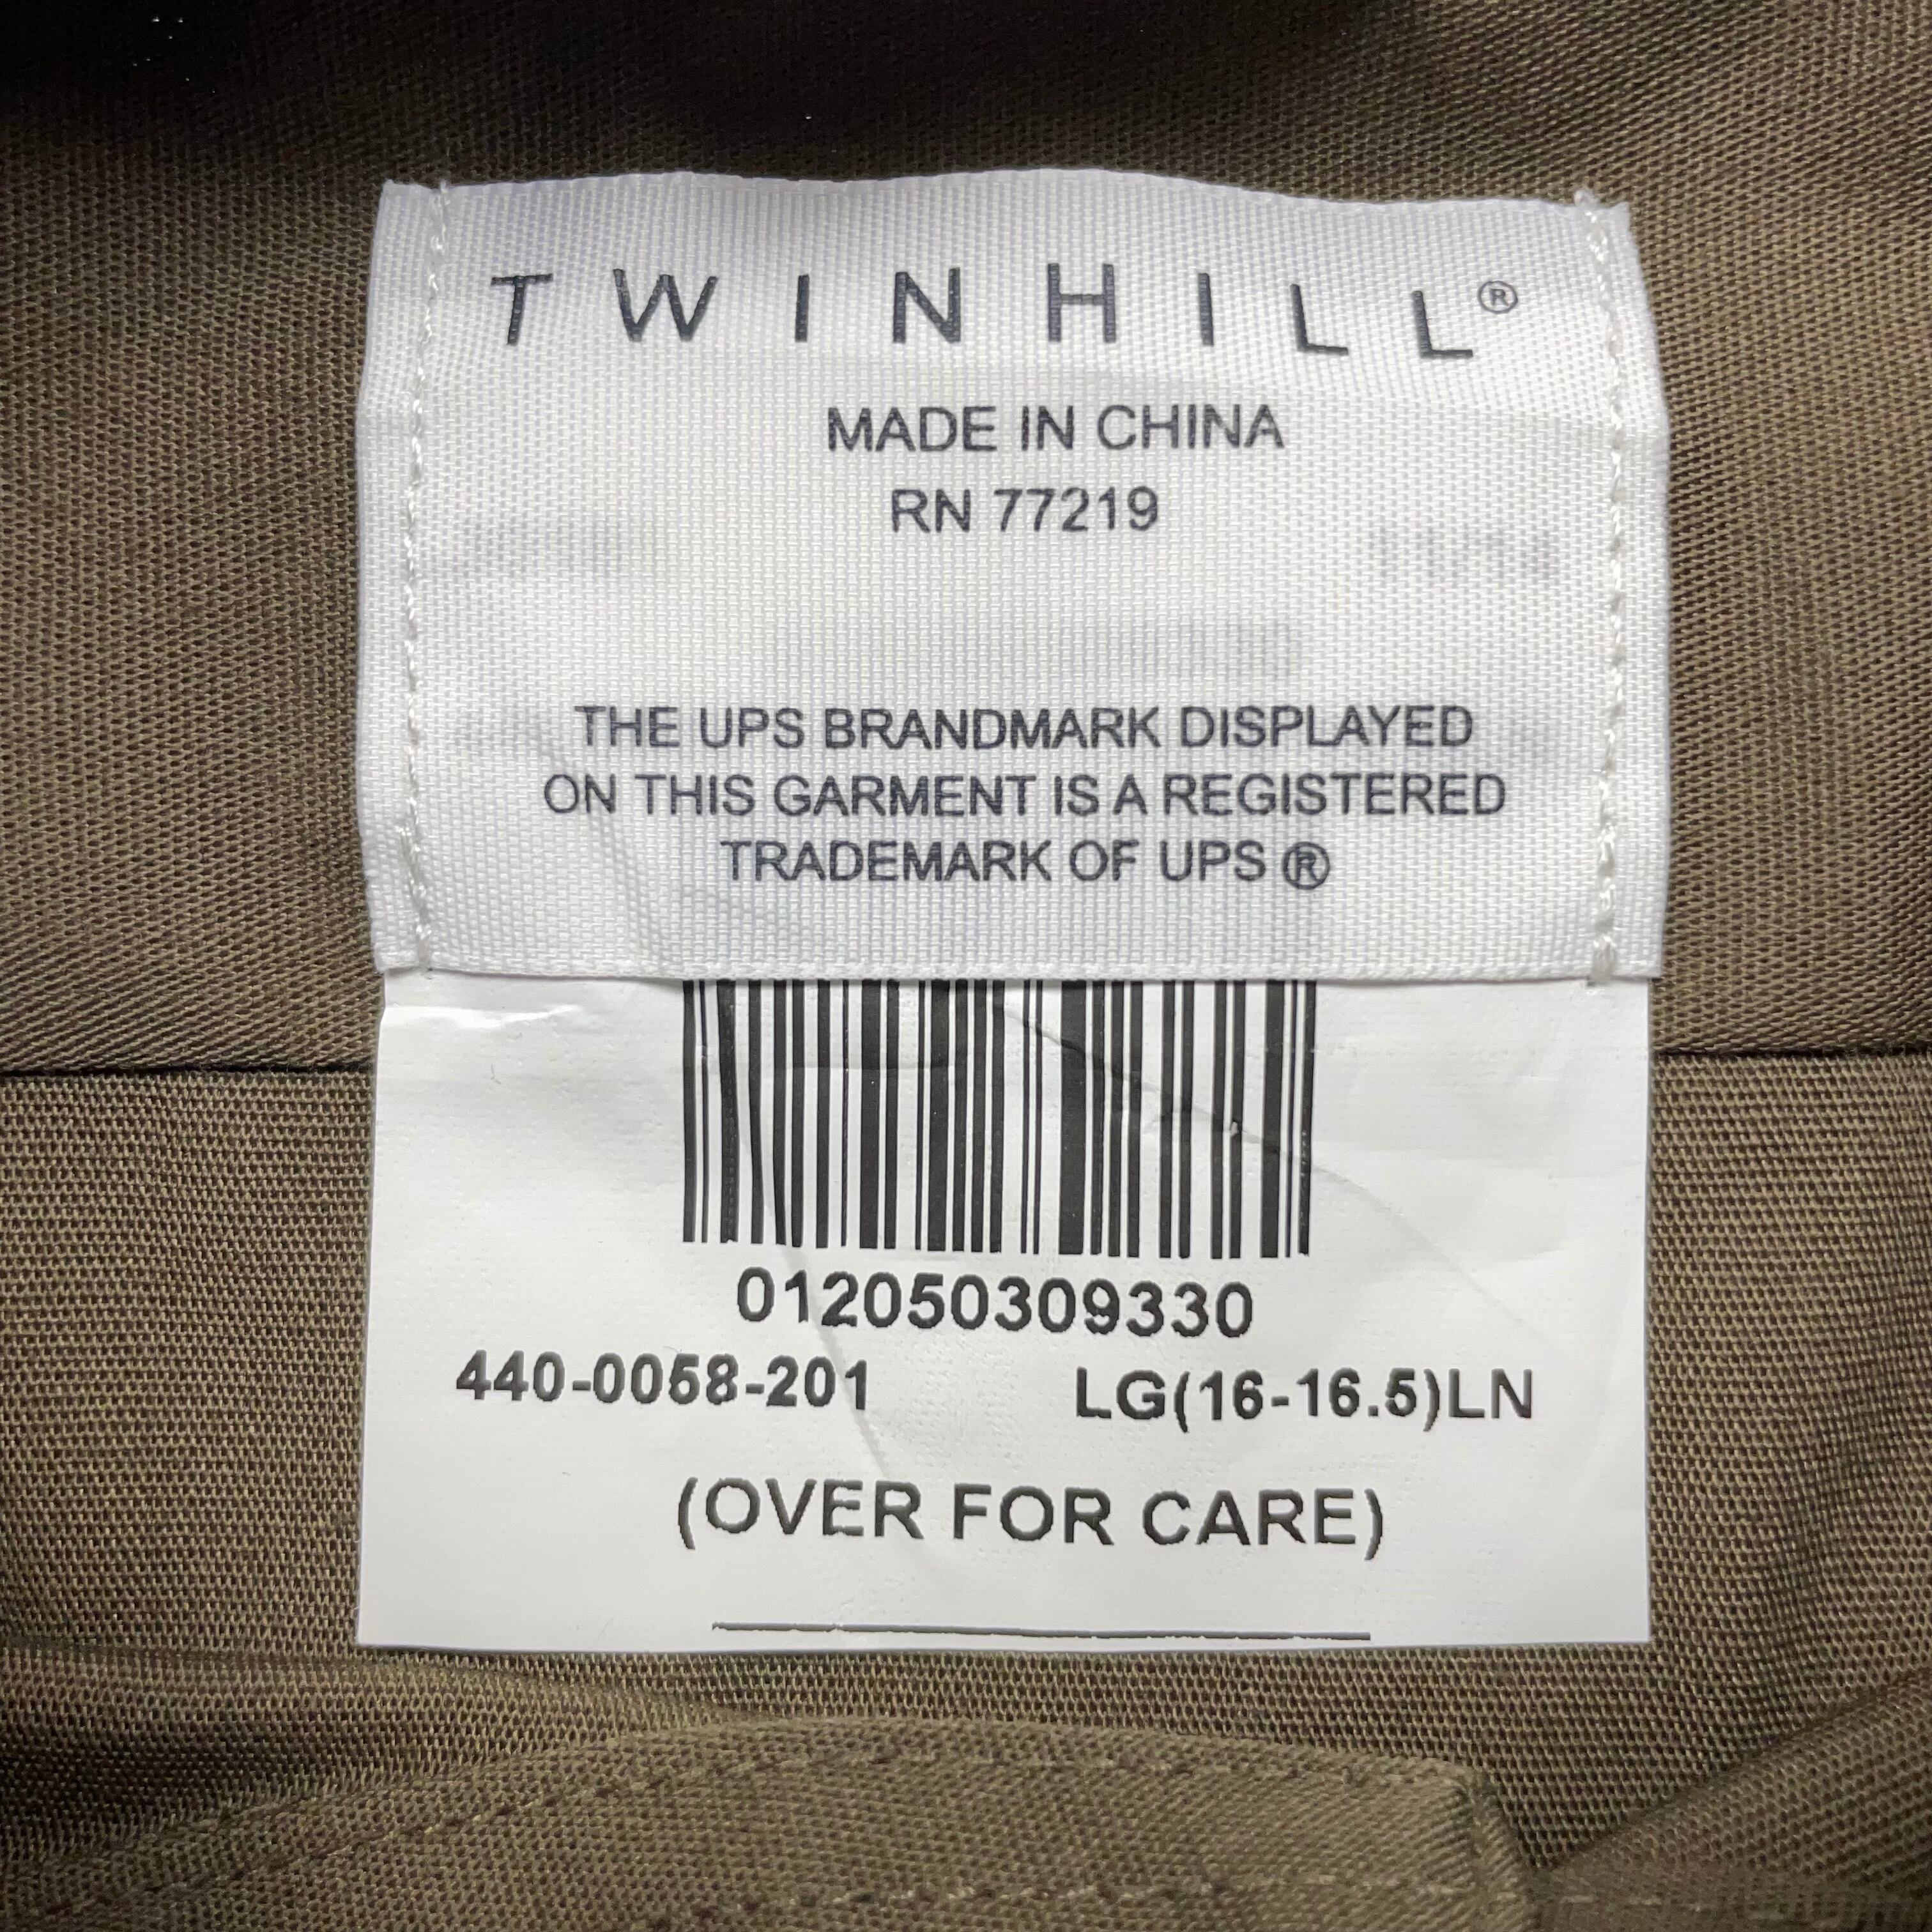 TWINHILL®
MADE IN CHINA
RN 77219
THE UPS BRANDMARK DISPLAYED
ON THIS GARMENT IS A REGISTERED
TRADEMARK OF UPS ®
012050309330
440-0058-201 LG(16-16.5)LN
(OVER FOR CARE)